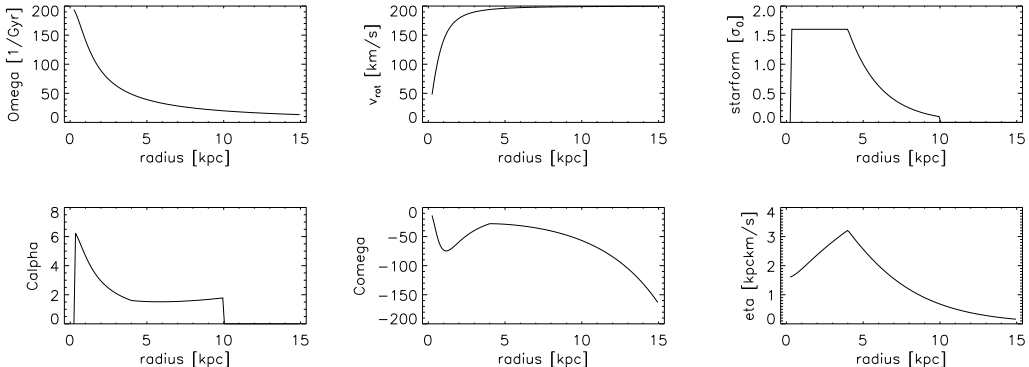 Omega [1/Gyr]
200
150
100
50
0
0 5 10 15
radius [kpc]
v_rot [km/s]
200
150
100
50
0
0 5 10 15
radius [kpc]
starform [σ_0]
2.0
1.5
1.0
0.5
0.0
0 5 10 15
radius [kpc]
Calpha
8
6
4
2
0
0 5 10 15
radius [kpc]
Comega
0
−50
−100
−150
−200
0 5 10 15
radius [kpc]
eta [kpckm/s]
4
3
2
1
0
0 5 10 15
radius [kpc]